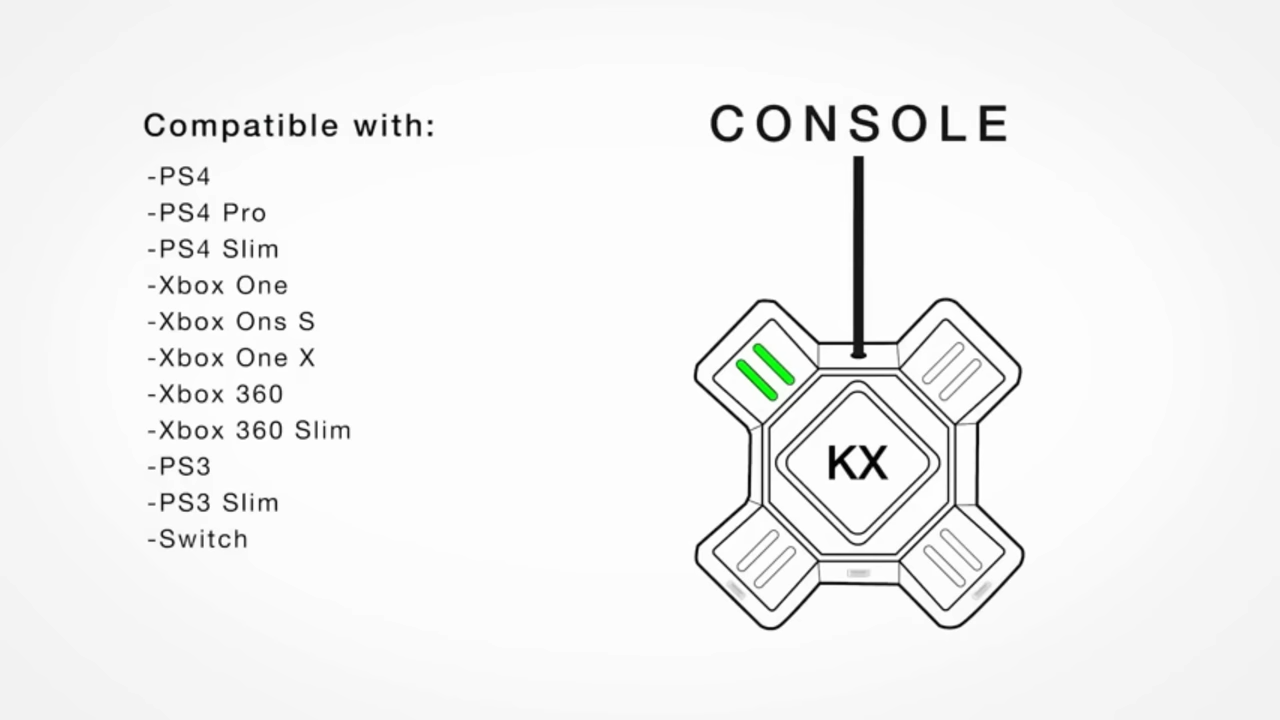 Compatible with:
-PS4
-PS4 Pro
-PS4 Slim
-Xbox One
-Xbox Ons S
-Xbox One X
-Xbox 360
-Xbox 360 Slim
-PS3
-PS3 Slim
-Switch
CONSOLE
KX